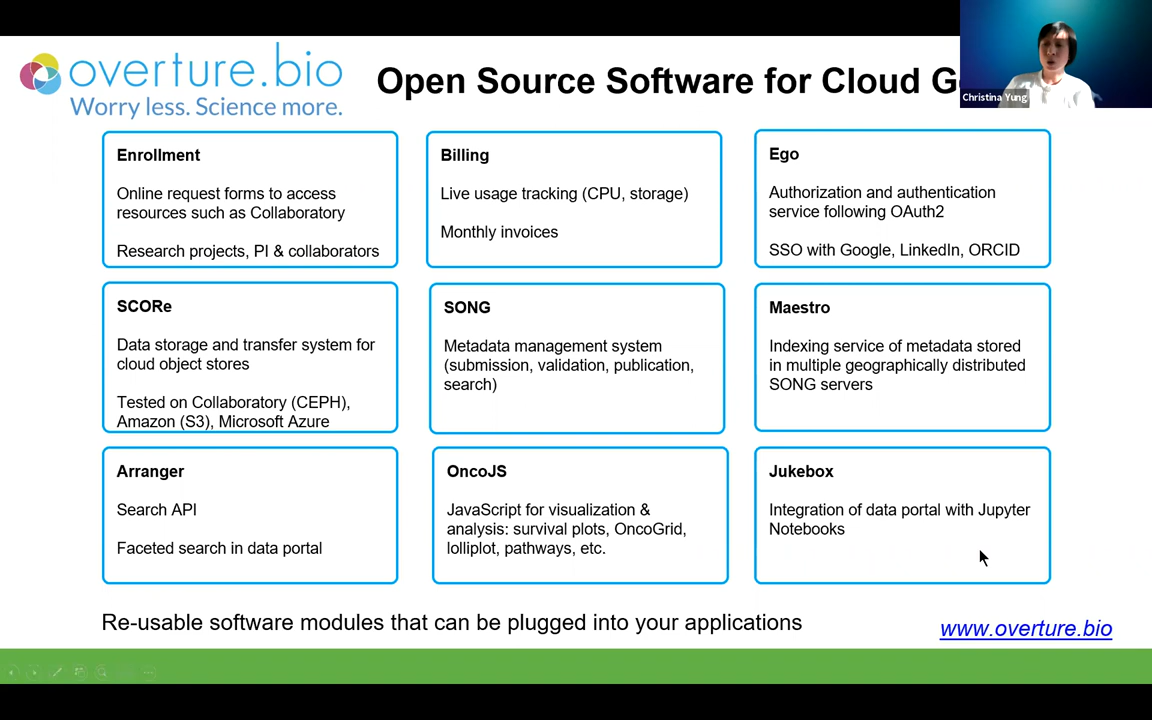 overture.bio
Worry less. Science more.
Open Source Software for Cloud
Christina Yung
Enrollment
Online request forms to access
resources such as Collaboratory
Research projects, PI & collaborators
Billing
Live usage tracking (CPU, storage)
Monthly invoices
Ego
Authorization and authentication
service following OAuth2
SSO with Google, LinkedIn, ORCID
SCORe
Data storage and transfer system for
cloud object stores
Tested on Collaboratory (CEPH),
Amazon (S3), Microsoft Azure
SONG
Metadata management system
(submission, validation, publication,
search)
Maestro
Indexing service of metadata stored
in multiple geographically distributed
SONG servers
Arranger
Search API
Faceted search in data portal
OncoJS
JavaScript for visualization &
analysis: survival plots, OncoGrid,
lolliplot, pathways, etc.
Jukebox
Integration of data portal with Jupyter
Notebooks
Re-usable software modules that can be plugged into your applications
www.overture.bio